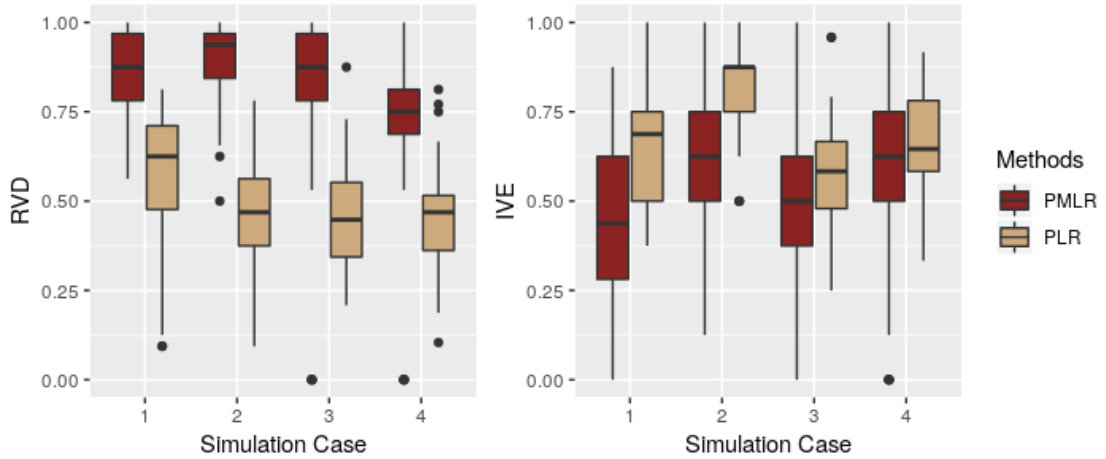 1.00
0.75
0.50
0.25
0.00
RVD
1 2 3 4
Simulation Case
1.00
0.75
0.50
0.25
0.00
IVE
1 2 3 4
Simulation Case
Methods
PMLR
PLR